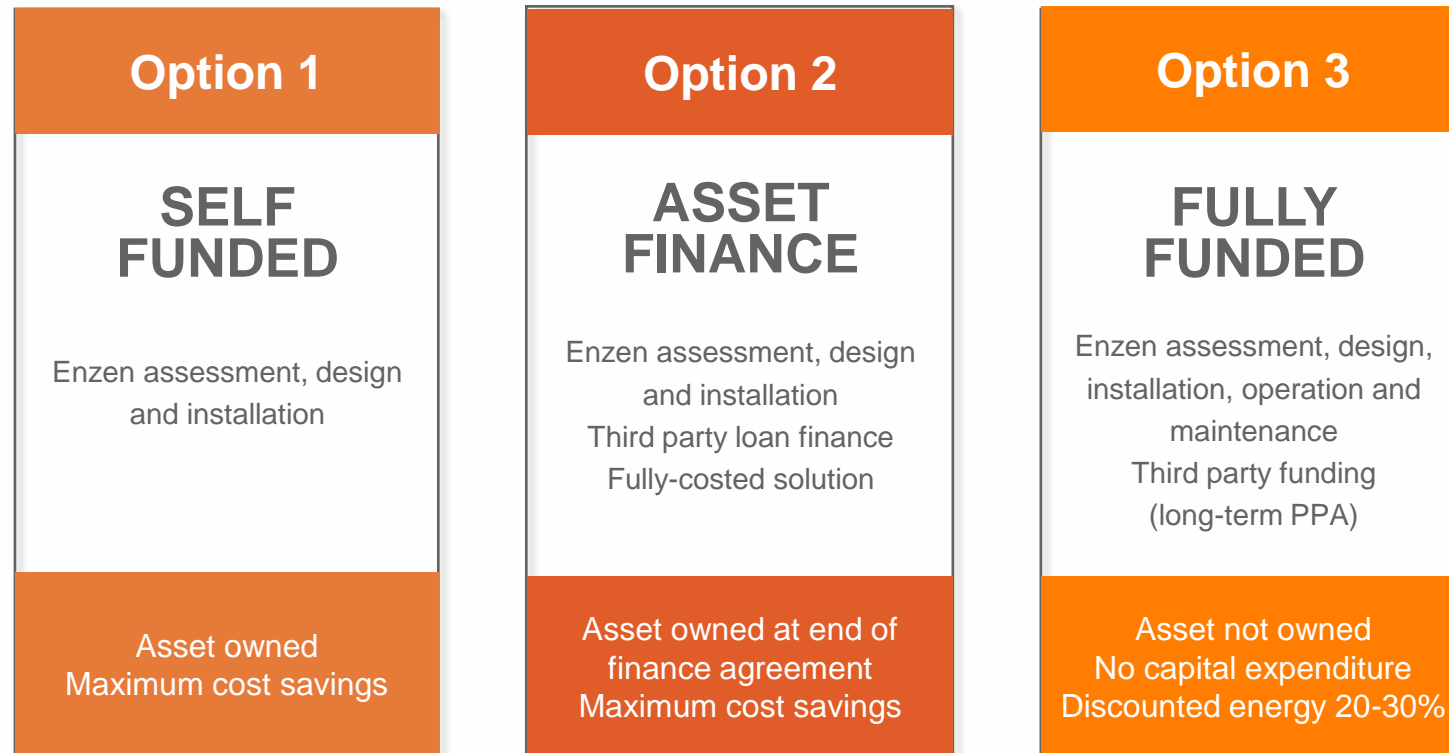 Option 1
SELF
FUNDED
Enzen assessment, design
and installation
Asset owned
Maximum cost savings
Option 2
ASSET
FINANCE
Enzen assessment, design
and installation
Third party loan finance
Fully-costed solution
Asset owned at end of
finance agreement
Maximum cost savings
Option 3
FULLY
FUNDED
Enzen assessment, design,
installation, operation and
maintenance
Third party funding
(long-term PPA)
Asset not owned
No capital expenditure
Discounted energy 20-30%